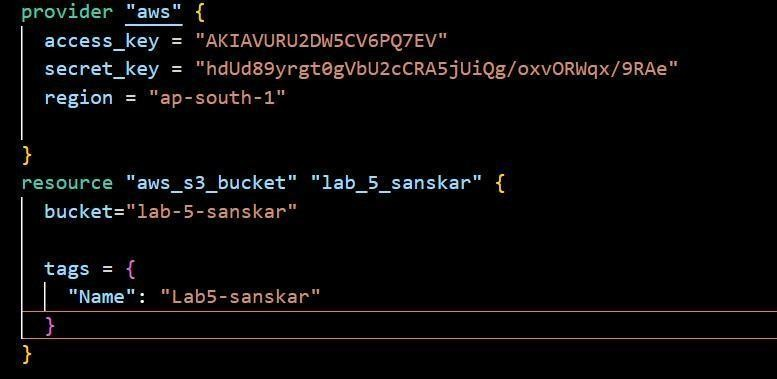 provider "aws" {
access_key = "AKIAVURU2DW5CV6PQ7EV"
secret_key = "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"
region = "ap-south-1"
}
resource "aws_s3_bucket" "lab_5_sanskar" {
bucket="lab-5-sanskar"
tags = {
"Name": "Lab5-sanskar"
}
}